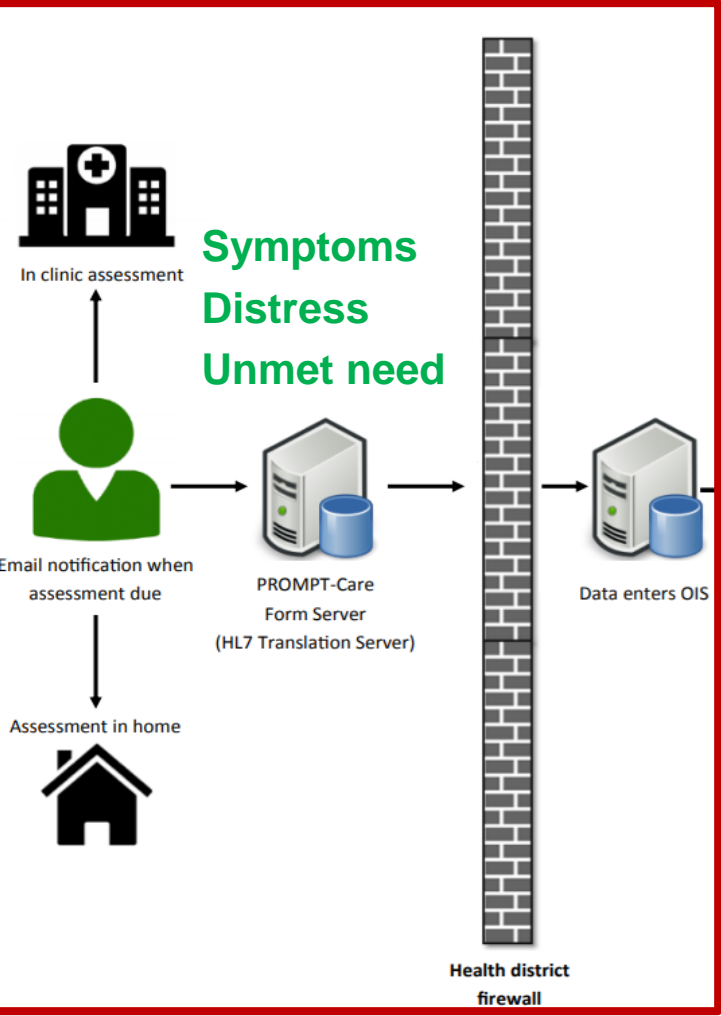 In clinic assessment
Symptoms
Distress
Unmet need
Email notification when
assessment due
PROMPT-Care
Form Server
(HL7 Translation Server)
Data enters OIS
Assessment in home
Health district
firewall